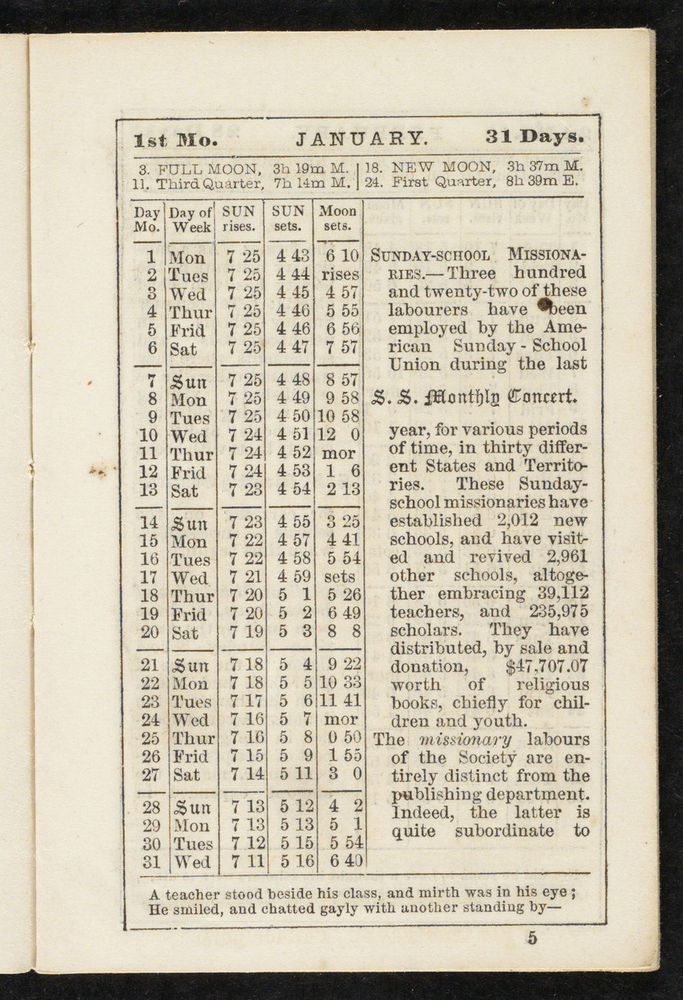 1st Mo. JANUARY. 31 Days.
3. FULL MOON, 3h 19m M. | 18. NEW MOON, 3h 37m M.
11. Third Quarter, 7h 14m M. | 24. First Quarter, 8h 39m E.
Day Mo. | Day of Week | SUN rises. | SUN sets. | Moon sets.
1 Mon 7 25 4 43 6 10
2 Tues 7 25 4 44 rises
3 Wed 7 25 4 45 4 57
4 Thur 7 25 4 46 5 55
5 Frid 7 25 4 46 6 56
6 Sat 7 25 4 47 7 57
7 Sun 7 25 4 48 8 57
8 Mon 7 25 4 49 9 58
9 Tues 7 25 4 50 10 58
10 Wed 7 24 4 51 12 0
11 Thur 7 24 4 52 mor
12 Frid 7 24 4 53 1 6
13 Sat 7 23 4 54 2 13
14 Sun 7 23 4 55 3 25
15 Mon 7 22 4 57 4 41
16 Tues 7 22 4 58 5 54
17 Wed 7 21 4 59 sets
18 Thur 7 20 5 1 5 26
19 Frid 7 20 5 2 6 49
20 Sat 7 19 5 3 8 8
21 Sun 7 18 5 4 9 22
22 Mon 7 18 5 5 10 33
23 Tues 7 17 5 6 11 41
24 Wed 7 16 5 7 mor
25 Thur 7 16 5 8 0 50
26 Frid 7 15 5 9 1 55
27 Sat 7 14 5 11 3 0
28 Sun 7 13 5 12 4 2
29 Mon 7 13 5 13 5 1
30 Tues 7 12 5 15 5 54
31 Wed 7 11 5 16 6 40
SUNDAY-SCHOOL MISSIONA-
RIES.—Three hundred
and twenty-two of these
labourers have been
employed by the Ame-
rican Sunday-School
Union during the last
S. S. Monthly Concert.
year, for various periods
of time, in thirty differ-
ent States and Territo-
ries. These Sunday-
school missionaries have
established 2,012 new
schools, and have visit-
ed and revived 2,961
other schools, altoge-
ther embracing 39,112
teachers, and 235,975
scholars. They have
distributed, by sale and
donation, $47,707.07
worth of religious
books, chiefly for chil-
dren and youth.
The missionary labours
of the Society are en-
tirely distinct from the
publishing department.
Indeed, the latter is
quite subordinate to
A teacher stood beside his class, and mirth was in his eye;
He smiled, and chatted gayly with another standing by—
5